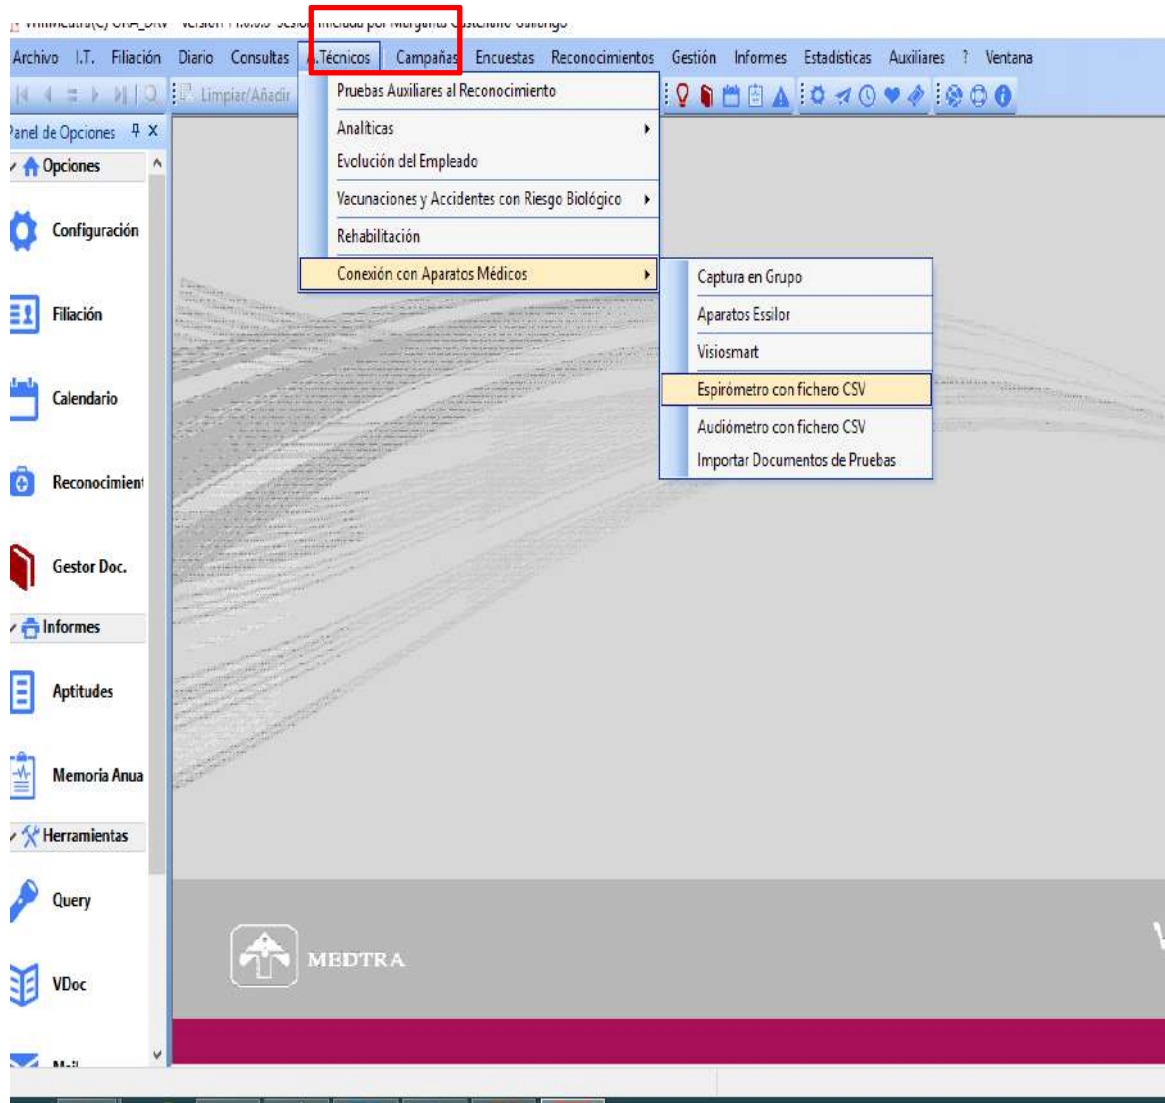 Archivo I.T. Filiación Diario Consultas A.Técnicos Campañas Encuestas Reconocimientos Gestión Informes Estadísticas Auxiliares ? Ventana
Limpiar/Añadir
Panel de Opciones
Opciones
Configuración
Filiación
Calendario
Reconocimient
Gestor Doc.
Informes
Aptitudes
Memoria Anua
Herramientas
Query
VDoc
Pruebas Auxiliares al Reconocimiento
Analíticas
Evolución del Empleado
Vacunaciones y Accidentes con Riesgo Biológico
Rehabilitación
Conexión con Aparatos Médicos
Captura en Grupo
Aparatos Essilor
Visiosmart
Espirómetro con fichero CSV
Audiómetro con fichero CSV
Importar Documentos de Pruebas
MEDTRA